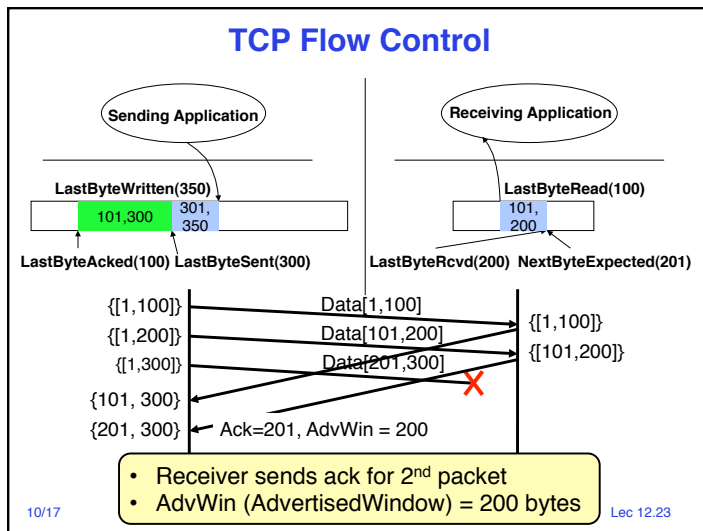 TCP Flow Control
Sending Application
Receiving Application
LastByteWritten(350)
LastByteRead(100)
101,300
301,
350
101,
200
LastByteAcked(100)
LastByteSent(300)
LastByteRcvd(200)
NextByteExpected(201)
{[1,100]}
Data[1,100]
{[1,100]}
{[1,200]}
Data[101,200]
{[101,200]}
{[1,300]}
Data[201,300]
{101, 300}
{201, 300}
Ack=201, AdvWin = 200
• Receiver sends ack for 2nd packet
• AdvWin (AdvertisedWindow) = 200 bytes
10/17
Lec 12.23